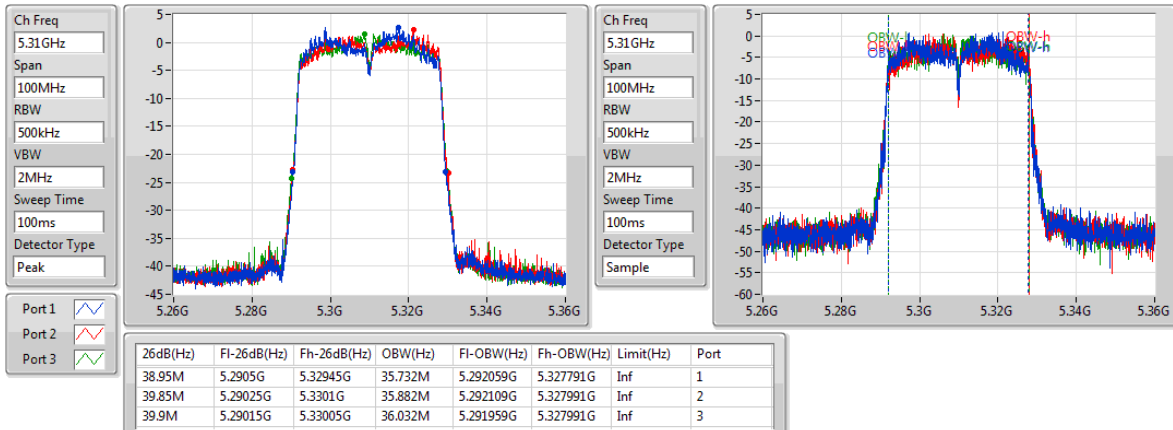 Ch Freq
5.31GHz
Span
100MHz
RBW
500kHz
VBW
2MHz
Sweep Time
100ms
Detector Type
Peak
5
0
-5
-10
-15
-20
-25
-30
-35
-40
-45
5.26G 5.28G 5.3G 5.32G 5.34G 5.36G
Ch Freq
5.31GHz
Span
100MHz
RBW
500kHz
VBW
2MHz
Sweep Time
100ms
Detector Type
Sample
5
0
-5
-10
-15
-20
-25
-30
-35
-40
-45
-50
-55
-60
OBW-h
OBW-h
5.26G 5.28G 5.3G 5.32G 5.34G 5.36G
Port 1
Port 2
Port 3
26dB(Hz) Fl-26dB(Hz) Fh-26dB(Hz) OBW(Hz) Fl-OBW(Hz) Fh-OBW(Hz) Limit(Hz) Port
38.95M 5.2905G 5.32945G 35.732M 5.292059G 5.327791G Inf 1
39.85M 5.29025G 5.3301G 35.882M 5.292109G 5.327991G Inf 2
39.9M 5.29015G 5.33005G 36.032M 5.291959G 5.327991G Inf 3